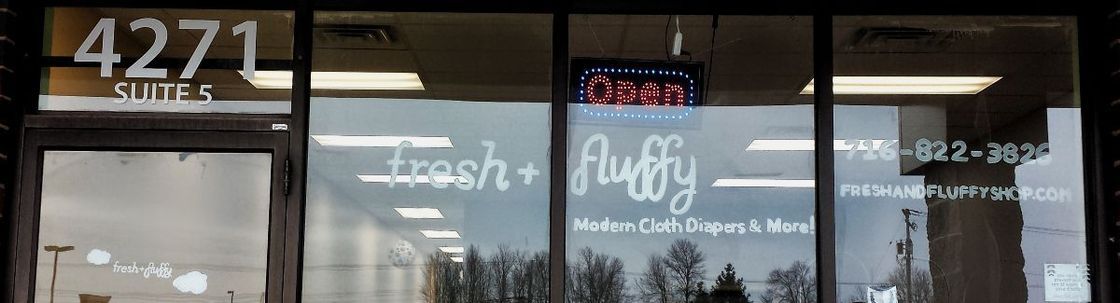 4271
SUITE 5
Open
fresh + fluffy
Modern Cloth Diapers & More!
716-822-3826
FRESHANDFLUFFYSHOP.COM
fresh+fluffy